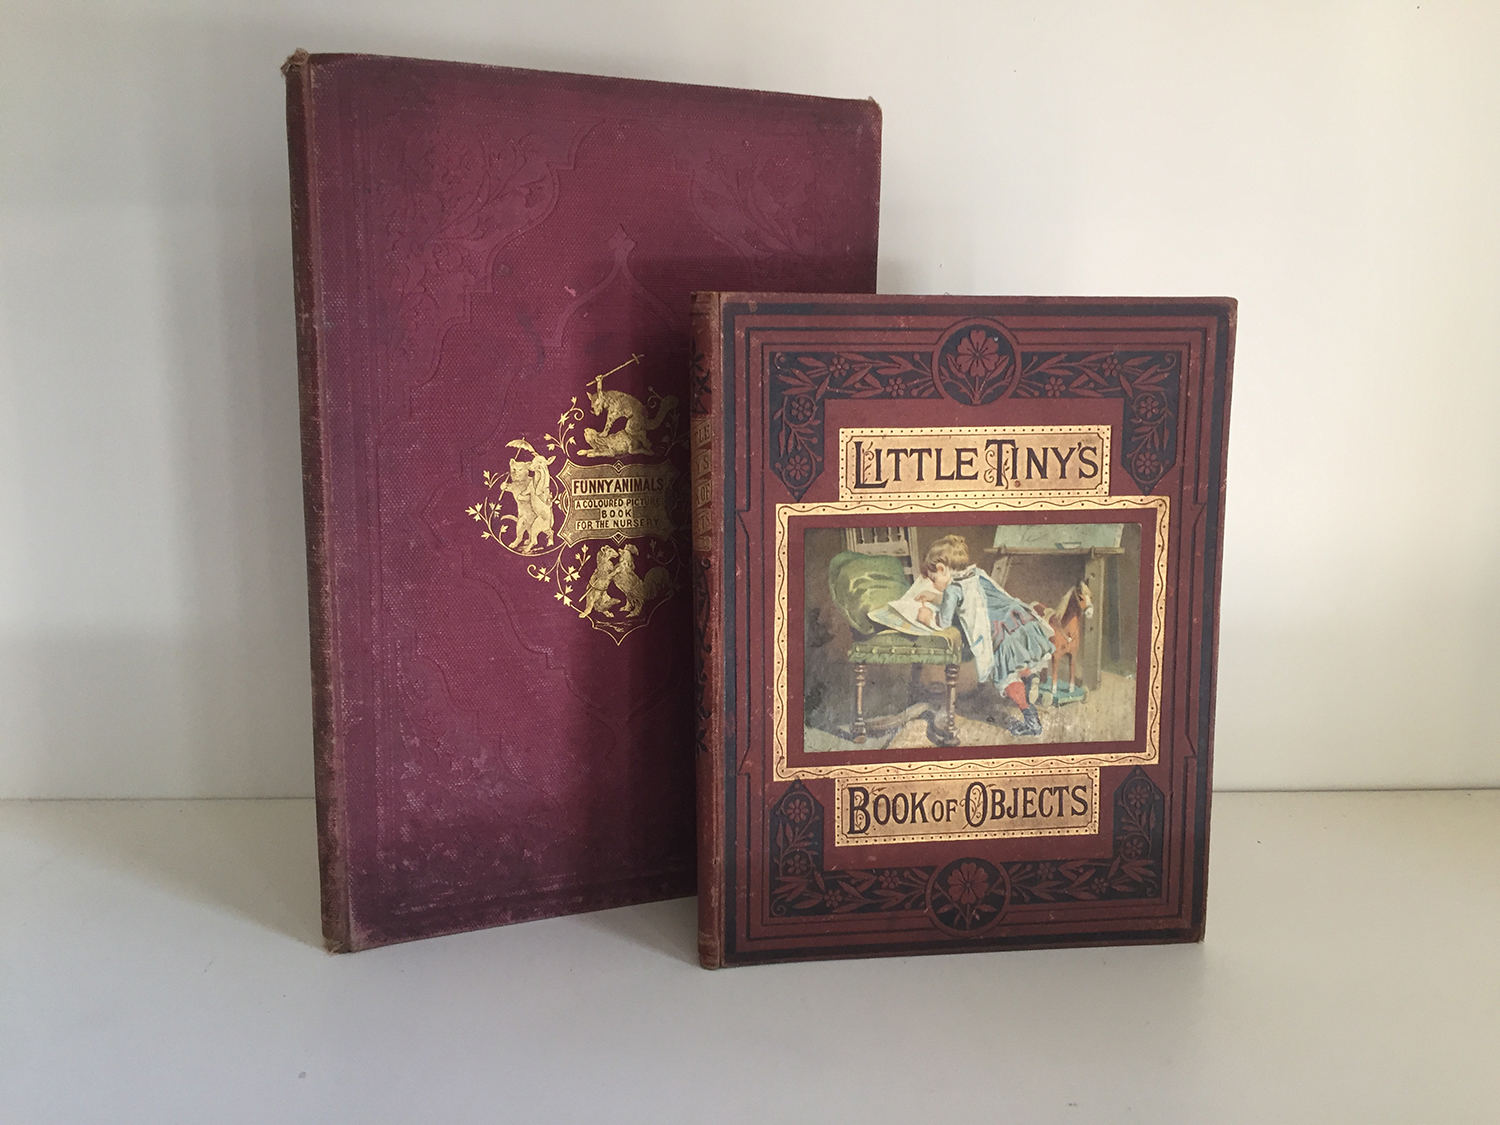 FUNNY ANIMALS
A COLOURED PICTURE
BOOK
FOR THE NURSERY
LITTLE TINY'S
BOOK OF OBJECTS